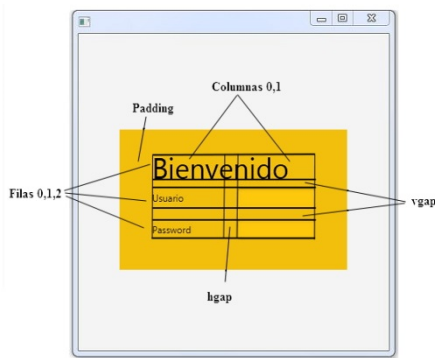 Columnas 0,1
Padding
Bienvenido
Filas 0,1,2
Usuario
vgap
Password
hgap